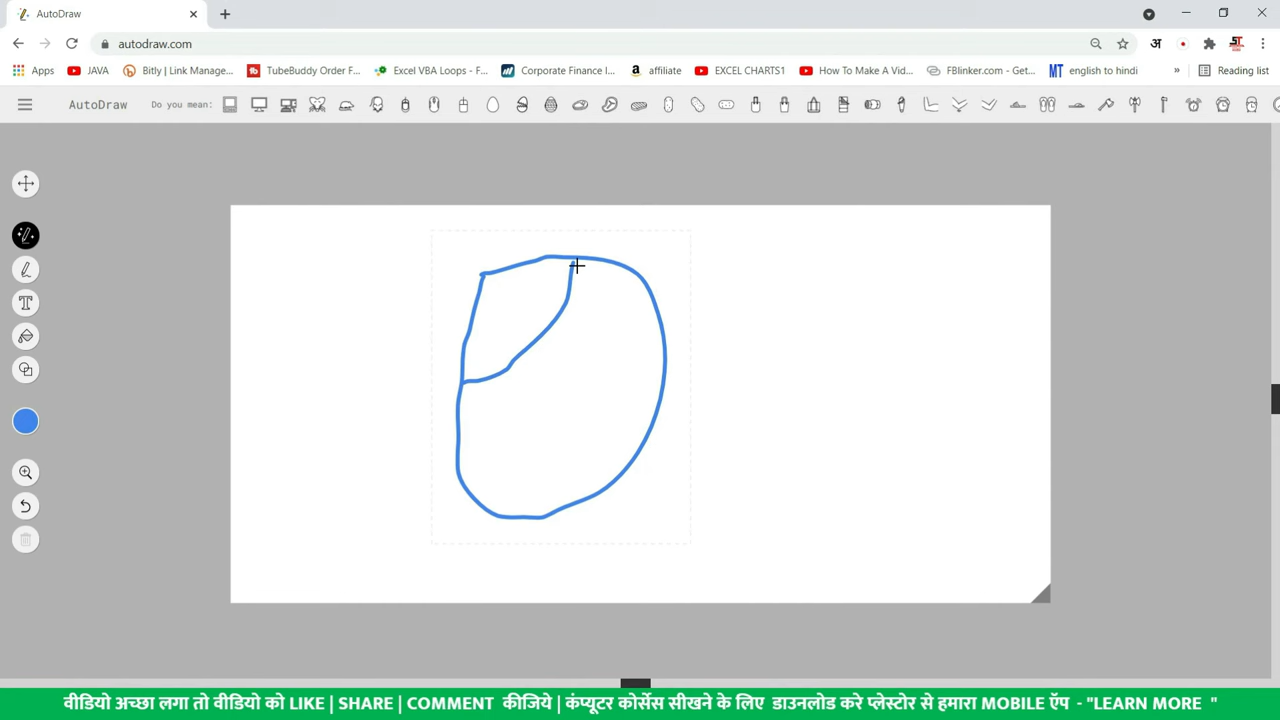 AutoDraw
autodraw.com
Apps JAVA Bitly | Link Manage... TubeBuddy Order F... Excel VBA Loops - F... Corporate Finance I... affiliate EXCEL CHARTS1 How To Make A Vid... FBlinker.com - Get... MT english to hindi » Reading list
AutoDraw Do you mean:
T
वीडियो अच्छा लगा तो वीडियो को LIKE | SHARE | COMMENT कीजिये | कंप्यूटर कोर्सेस सीखने के लिए डाउनलोड करे प्लेस्टोर से हमारा MOBILE ऍप - "LEARN MORE "